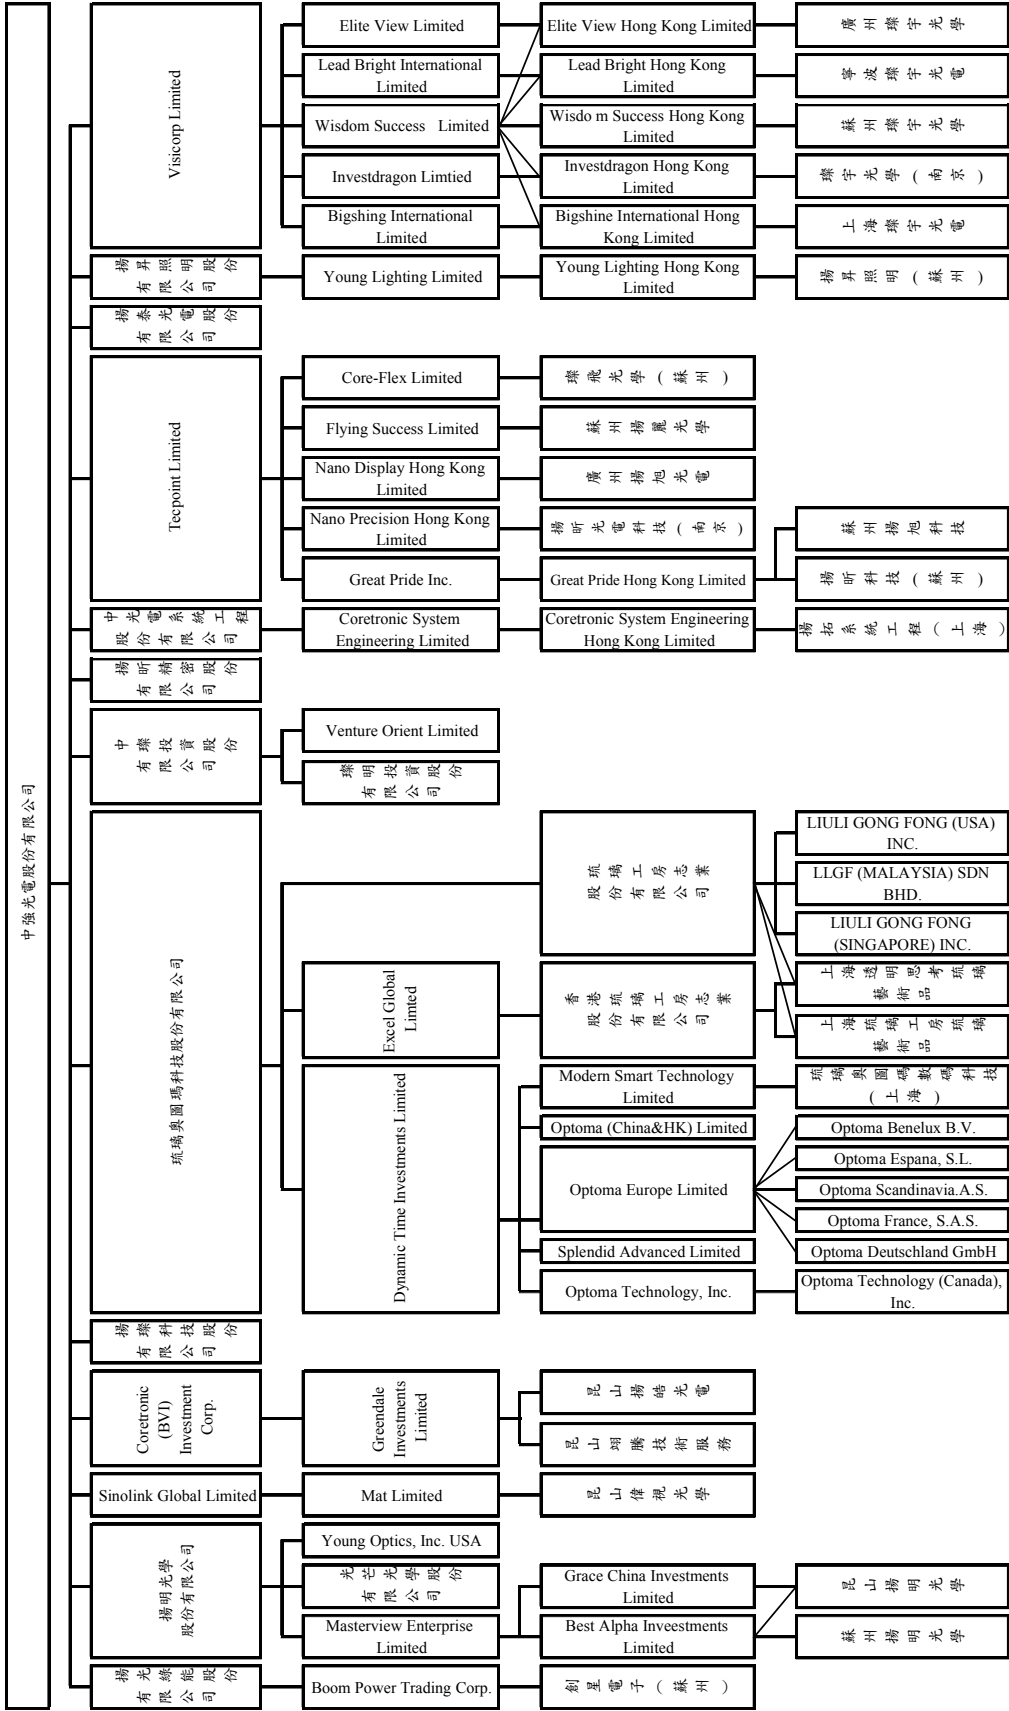 中強光電股份有限公司
Visicorp Limited
Elite View Limited
Elite View Hong Kong Limited
廣州璨宇光學
Lead Bright International
Limited
Lead Bright Hong Kong
Limited
寧波璨宇光電
Wisdom Success Limited
Wisdo m Success Hong Kong
Limited
蘇州璨宇光學
Investdragon Limtied
Investdragon Hong Kong
Limited
璨宇光學(南京)
Bigshing International
Limited
Bigshine International Hong
Kong Limited
上海璨宇光電
揚昇照明股份
有限公司
Young Lighting Limited
Young Lighting Hong Kong
Limited
揚昇照明(蘇州)
揚泰光電股份
有限公司
Tecpoint Limited
Core-Flex Limited
璨飛光學(蘇州)
Flying Success Limited
蘇州揚麗光學
Nano Display Hong Kong
Limited
廣州揚旭光電
Nano Precision Hong Kong
Limited
揚昕光電科技(南京)
蘇州揚旭科技
Great Pride Inc.
Great Pride Hong Kong Limited
揚昕科技(蘇州)
中光電系統工程
股份有限公司
Coretronic System
Engineering Limited
Coretronic System Engineering
Hong Kong Limited
揚拓系統工程(上海)
揚昕精密股份
有限公司
中璨投資股份
有限公司
Venture Orient Limited
璨明投資股份
有限公司
琉璃奧圖瑪科技股份有限公司
琉璃工房志業
股份有限公司
LIULI GONG FONG (USA)
INC.
LLGF (MALAYSIA) SDN
BHD.
LIULI GONG FONG
(SINGAPORE) INC.
Excel Global
Limted
香港琉璃工房志業
股份有限公司
上海透明思考琉璃
藝術品
上海琉璃工房琉璃
藝術品
Dynamic Time Investments Limited
Modern Smart Technology
Limited
琉璃奧圖碼數碼科技
(上海)
Optoma (China&HK) Limited
Optoma Europe Limited
Optoma Benelux B.V.
Optoma Espana, S.L.
Optoma Scandinavia.A.S.
Optoma France, S.A.S.
Optoma Deutschland GmbH
Splendid Advanced Limited
Optoma Technology, Inc.
Optoma Technology (Canada),
Inc.
揚璨科技股份
有限公司
Coretronic
(BVI)
Investment
Corp.
Greendale
Investments
Limited
昆山揚皓光電
昆山翊騰技術服務
Sinolink Global Limited
Mat Limited
昆山偉視光學
揚明光學
股份有限公司
Young Optics, Inc. USA
光芒光學股份
有限公司
Masterview Enterprise
Limited
Grace China Investments
Limited
昆山揚明光學
Best Alpha Inveestments
Limited
蘇州揚明光學
揚光綠能股份
有限公司
Boom Power Trading Corp.
創星電子(蘇州)